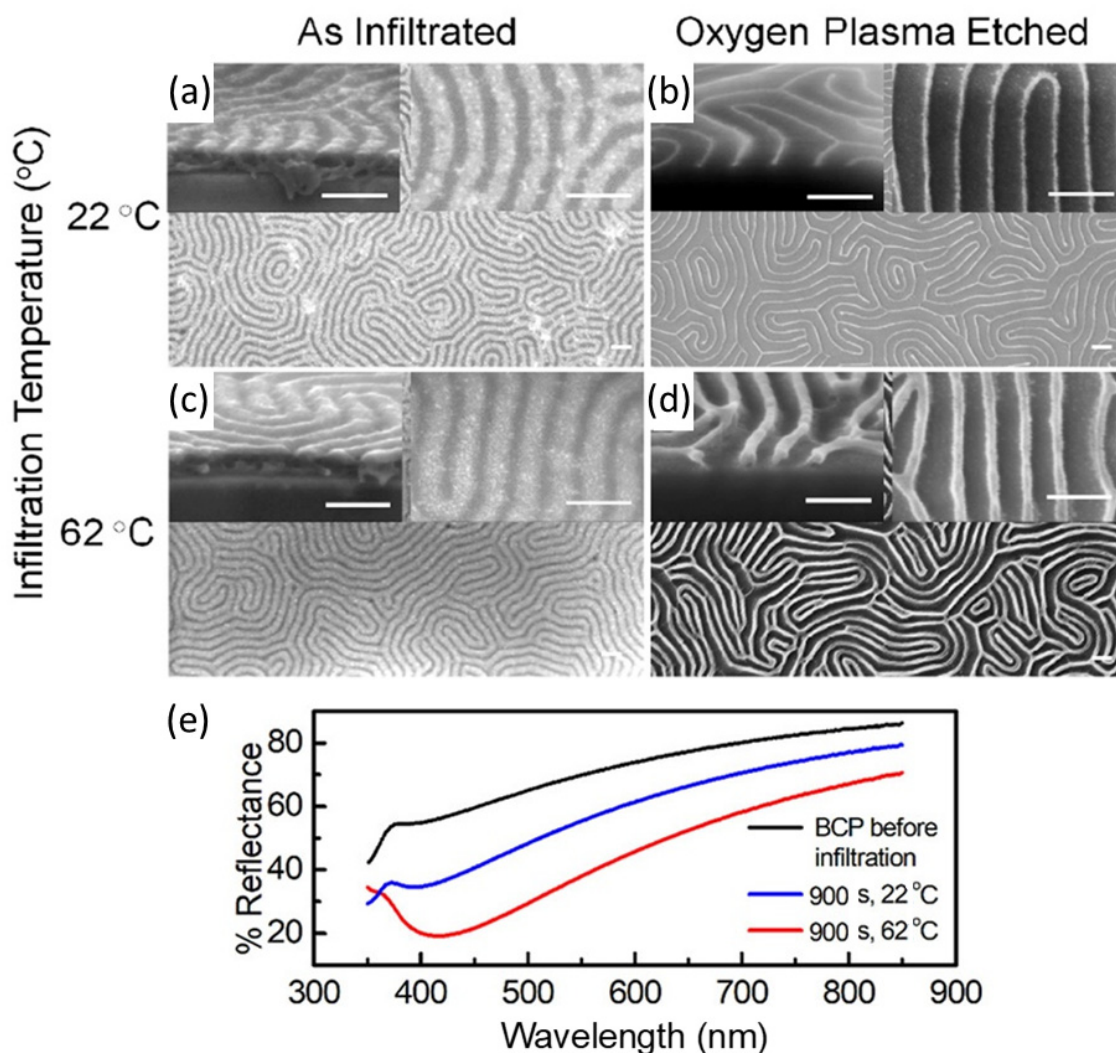 As Infiltrated
Oxygen Plasma Etched
Infiltration Temperature (°C)
(a)
(b)
22 °C
(c)
(d)
62 °C
(e)
% Reflectance
80
60
40
20
BCP before
infiltration
900 s, 22 °C
900 s, 62 °C
300 400 500 600 700 800 900
Wavelength (nm)